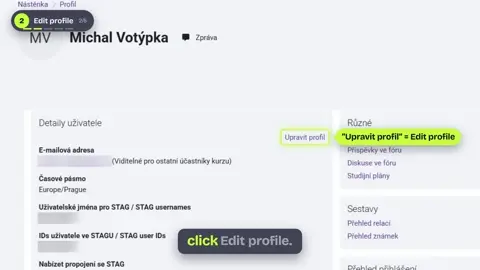 Nástěnka / Profil
2 Edit profile 2/5
MV
Michal Votýpka
Zpráva
Detaily uživatele
Upravit profil
"Upravit profil" = Edit profile
E-mailová adresa
(Viditelné pro ostatní účastníky kurzu)
Časové pásmo
Europe/Prague
Uživatelské jména pro STAG / STAG usernames
IDs uživatele ve STAGU / STAG user IDs
Nabízet propojení se STAG
click Edit profile.
Různé
Příspěvky ve fóru
Diskuse ve fóru
Studijní plány
Sestavy
Přehled relací
Přehled známek
Přehled přihlášení